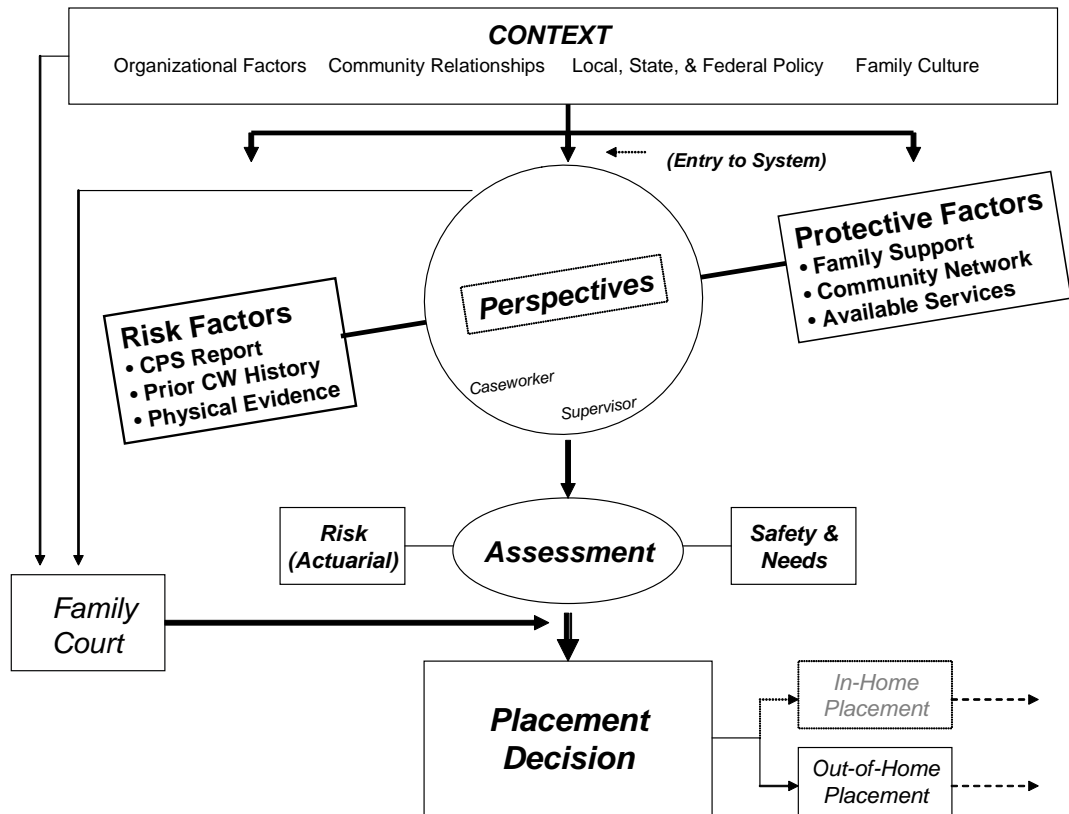 CONTEXT
Organizational Factors Community Relationships Local, State, & Federal Policy Family Culture
(Entry to System)
Protective Factors
• Family Support
• Community Network
• Available Services
Perspectives
Risk Factors
• CPS Report
• Prior CW History
• Physical Evidence
Caseworker
Supervisor
Risk
(Actuarial)
Assessment
Safety &
Needs
Family
Court
Placement
Decision
In-Home
Placement
Out-of-Home
Placement